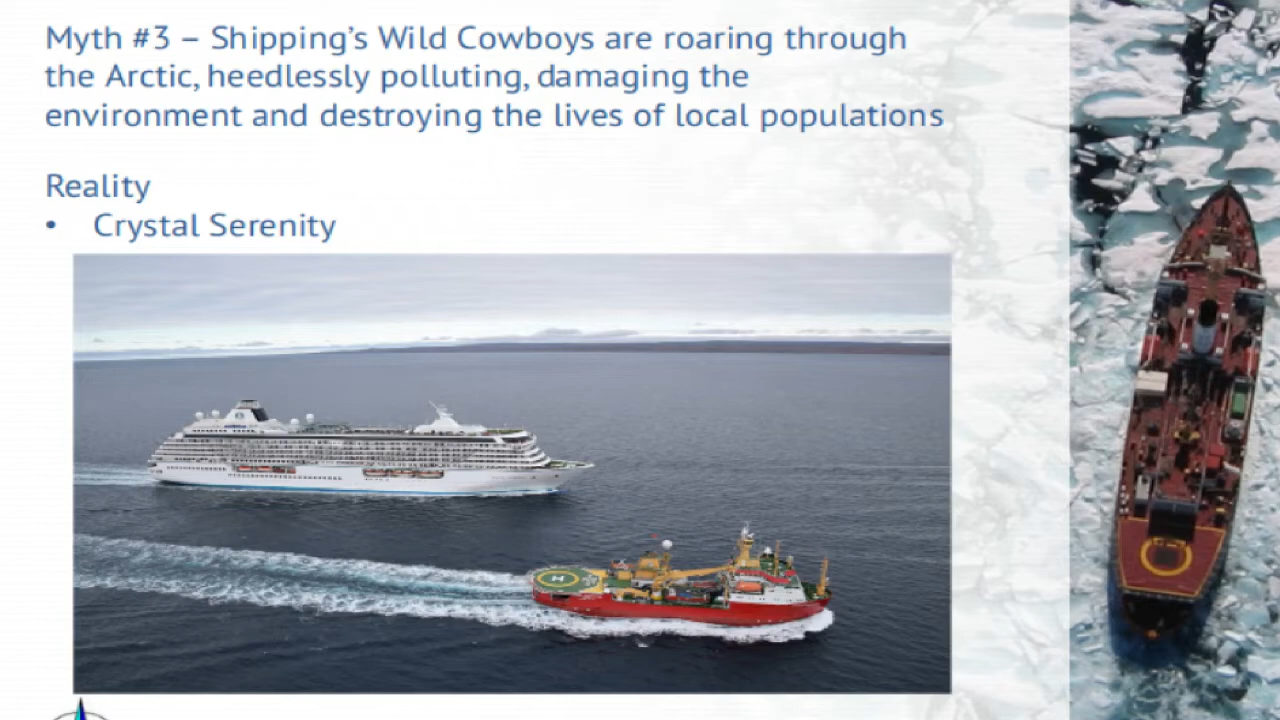 Myth #3 – Shipping's Wild Cowboys are roaring through
the Arctic, heedlessly polluting, damaging the
environment and destroying the lives of local populations
Reality
• Crystal Serenity
H